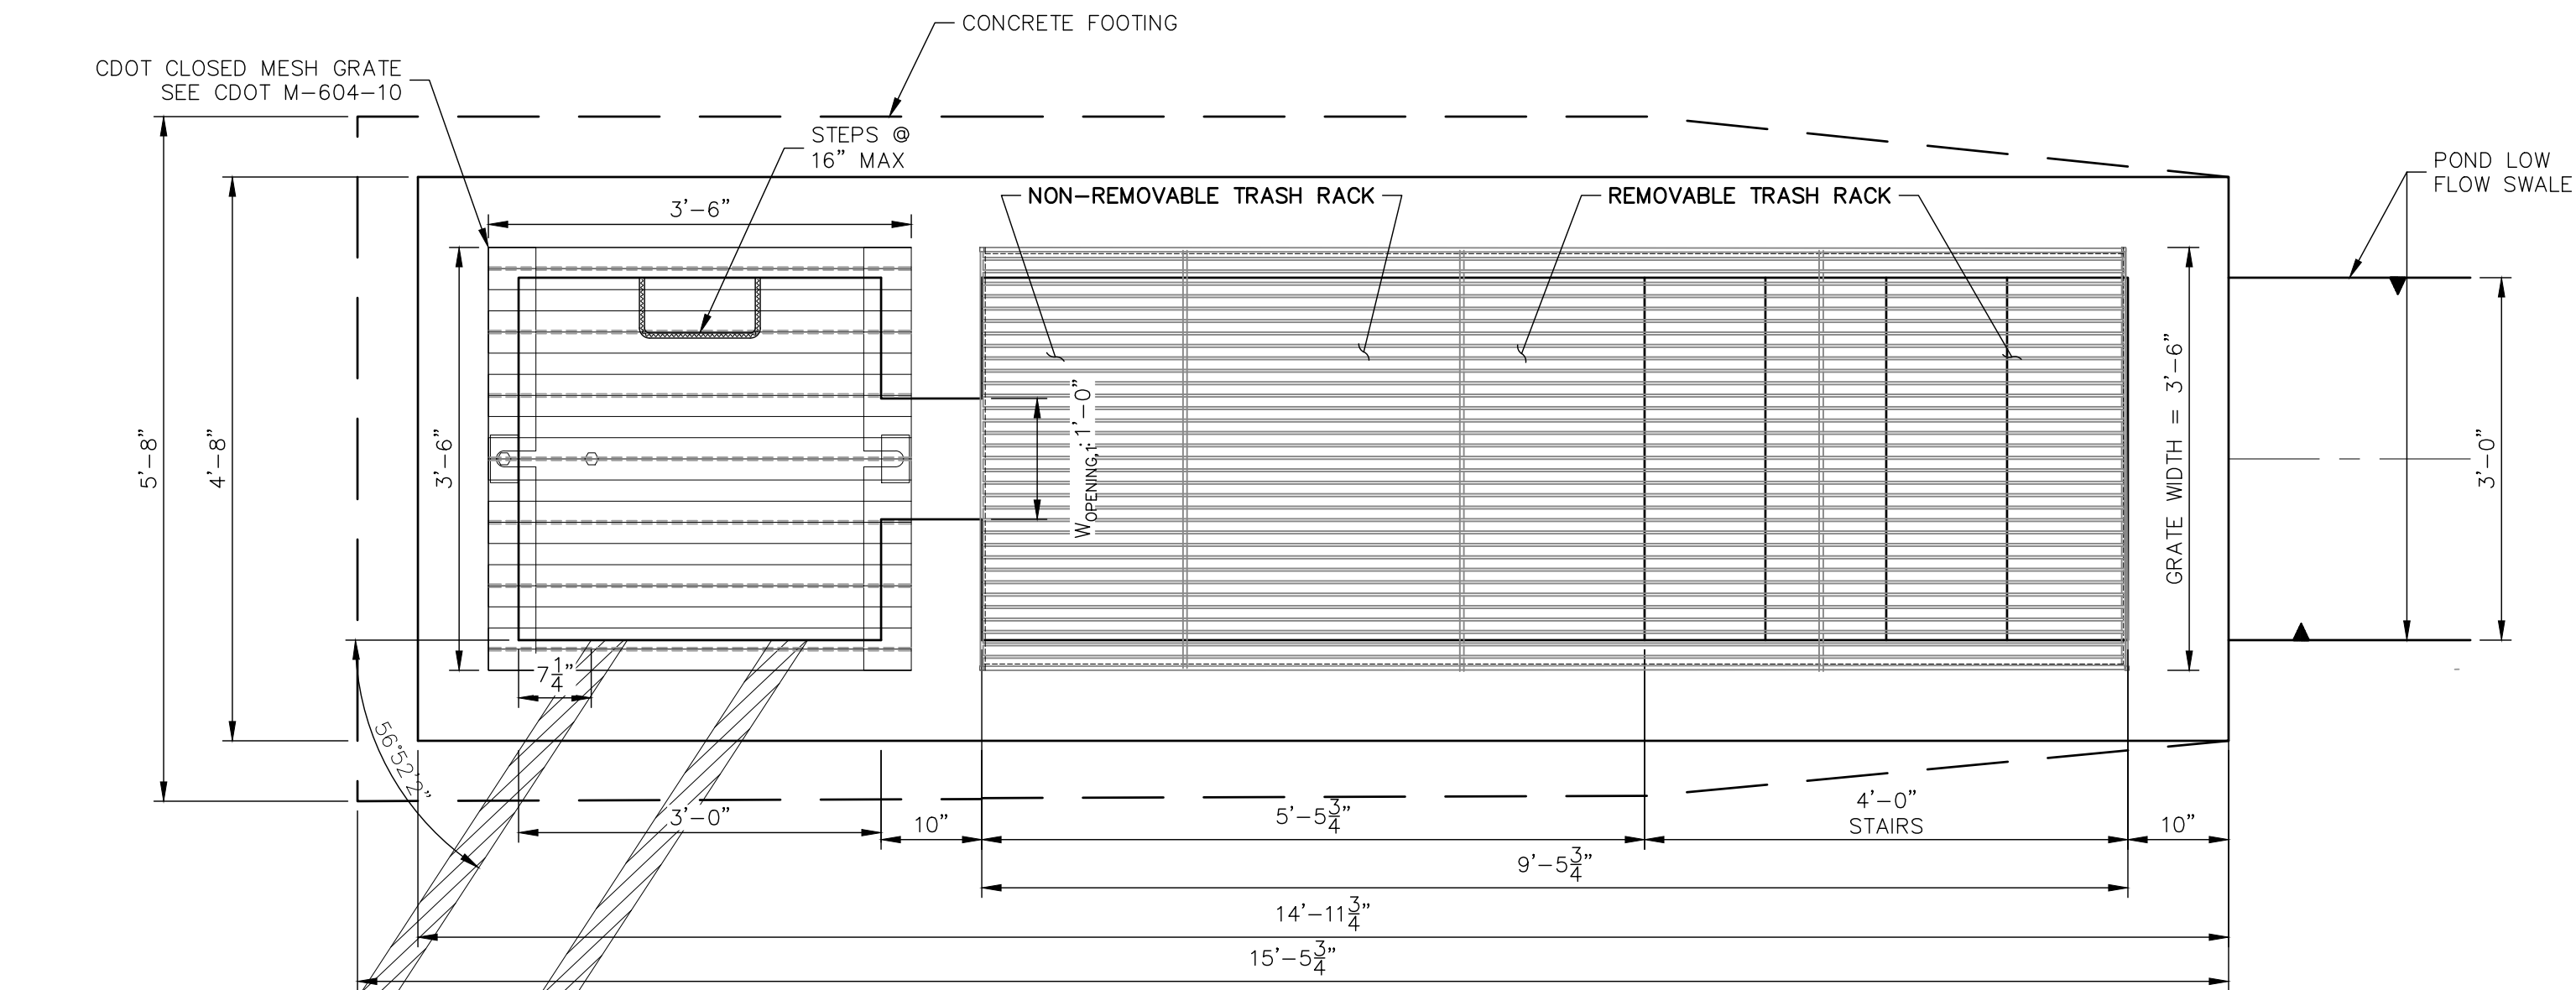 CONCRETE FOOTING
CDOT CLOSED MESH GRATE
SEE CDOT M-604-10
STEPS @
16" MAX
POND LOW
FLOW SWALE
NON-REMOVABLE TRASH RACK
REMOVABLE TRASH RACK
3'-6"
5'-8"
4'-8"
3'-6"
W OPENING,1: 1'-0"
GRATE WIDTH = 3'-6"
3'-0"
7 1/4"
56°52'2"
3'-0"
10"
5'-5 3/4"
4'-0"
STAIRS
10"
9'-5 3/4"
14'-11 3/4"
15'-5 3/4"